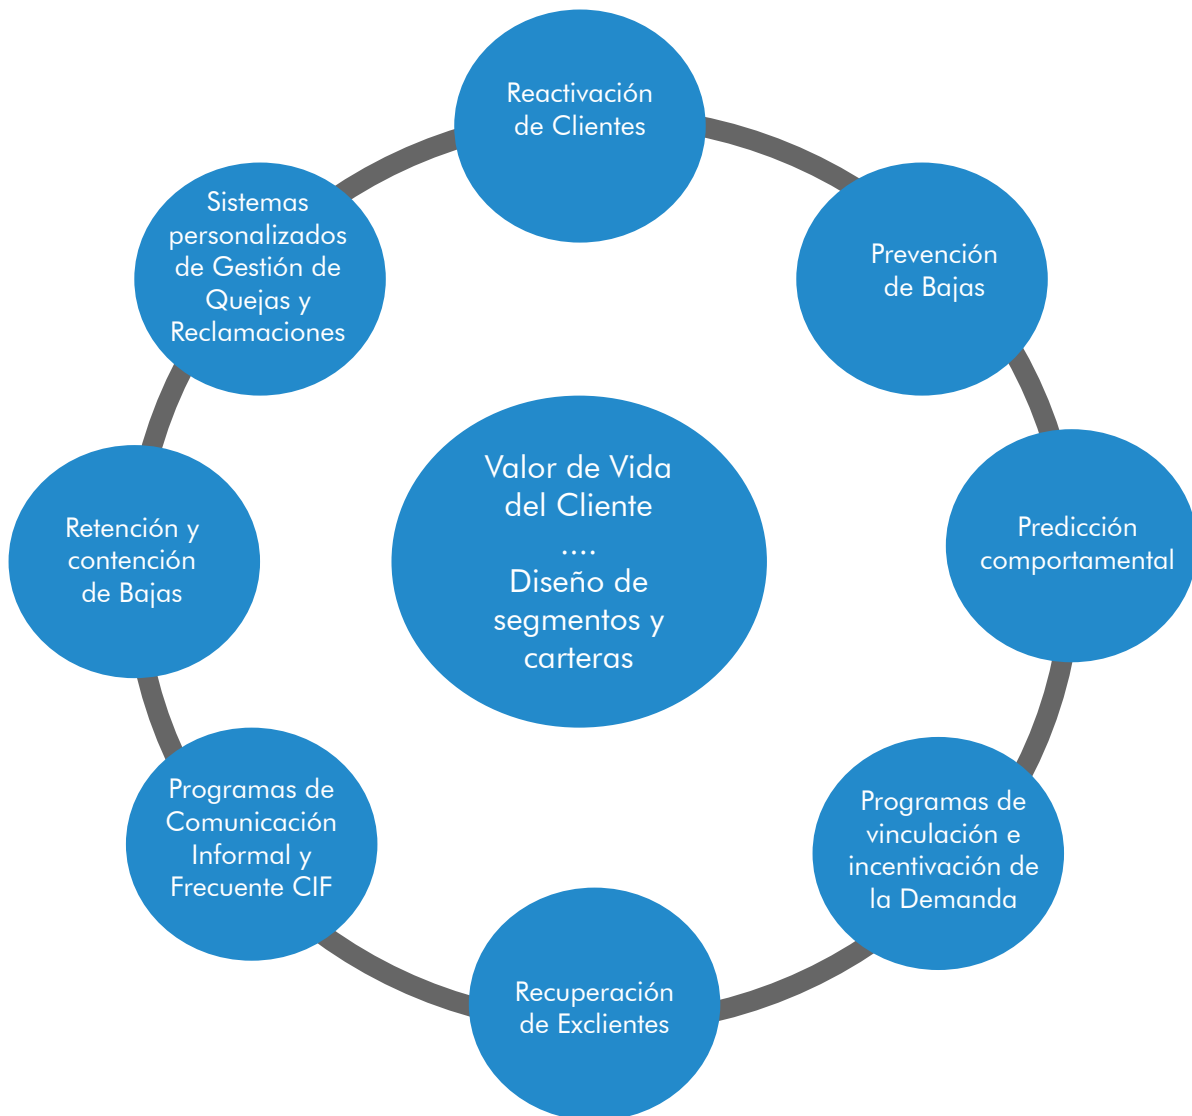 Reactivación
de Clientes
Prevención
de Bajas
Predicción
comportamental
Programas de
vinculación e
incentivación de
la Demanda
Recuperación
de Exclientes
Programas de
Comunicación
Informal y
Frecuente CIF
Retención y
contención
de Bajas
Sistemas
personalizados
de Gestión de
Quejas y
Reclamaciones
Valor de Vida
del Cliente
....
Diseño de
segmentos y
carteras